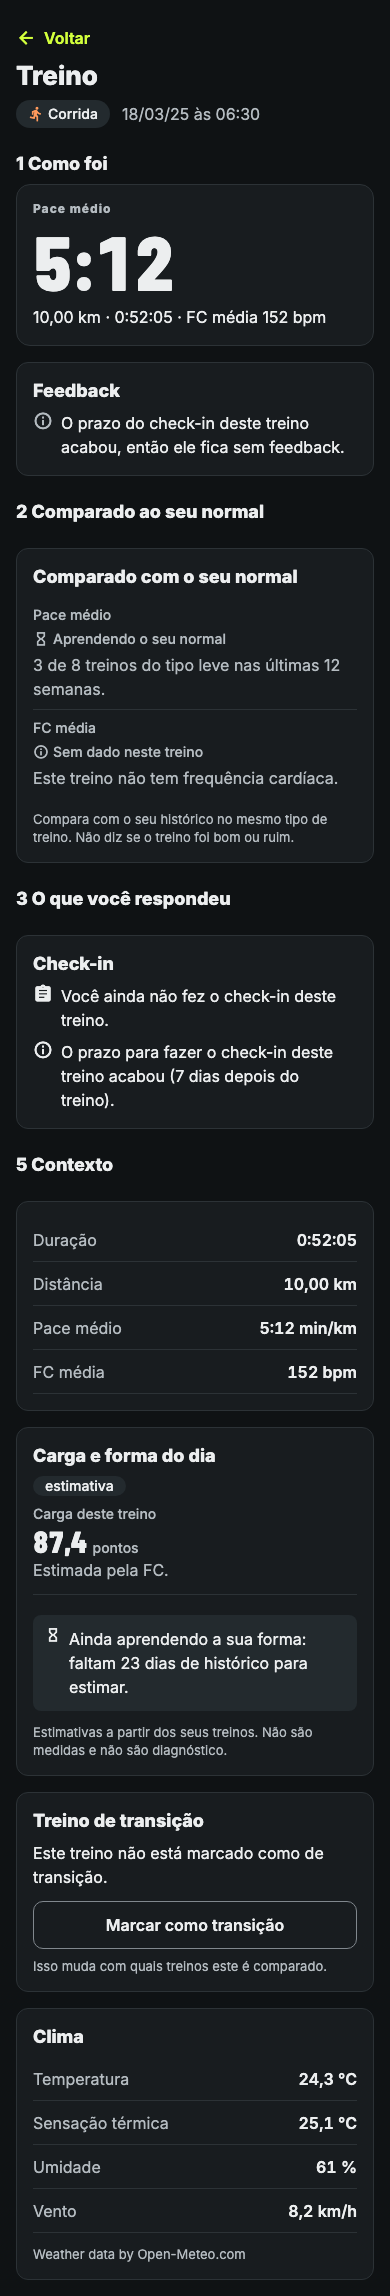 Voltar
Treino
Corrida 18/03/25 às 06:30
1 Como foi
Pace médio
5:12
10,00 km · 0:52:05 · FC média 152 bpm
Feedback
O prazo do check-in deste treino
acabou, então ele fica sem feedback.
2 Comparado ao seu normal
Comparado com o seu normal
Pace médio
Aprendendo o seu normal
3 de 8 treinos do tipo leve nas últimas 12
semanas.
FC média
Sem dado neste treino
Este treino não tem frequência cardíaca.
Compara com o seu histórico no mesmo tipo de
treino. Não diz se o treino foi bom ou ruim.
3 O que você respondeu
Check-in
Você ainda não fez o check-in deste
treino.
O prazo para fazer o check-in deste
treino acabou (7 dias depois do
treino).
5 Contexto
Duração 0:52:05
Distância 10,00 km
Pace médio 5:12 min/km
FC média 152 bpm
Carga e forma do dia
estimativa
Carga deste treino
87,4 pontos
Estimada pela FC.
Ainda aprendendo a sua forma:
faltam 23 dias de histórico para
estimar.
Estimativas a partir dos seus treinos. Não são
medidas e não são diagnóstico.
Treino de transição
Este treino não está marcado como de
transição.
Marcar como transição
Isso muda com quais treinos este é comparado.
Clima
Temperatura 24,3 °C
Sensação térmica 25,1 °C
Umidade 61 %
Vento 8,2 km/h
Weather data by Open-Meteo.com